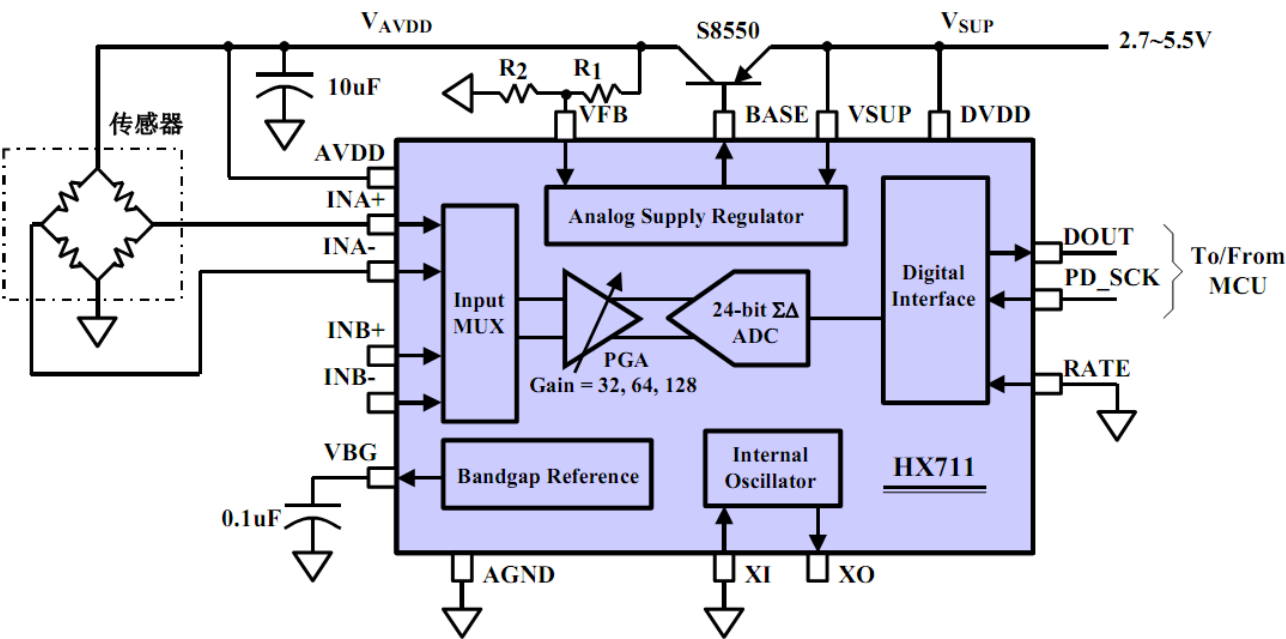 V_AVDD
S8550
V_SUP
2.7~5.5V
10uF
R2
R1
传感器
VFB
BASE
VSUP
DVDD
AVDD
INA+
INA-
INB+
INB-
VBG
0.1uF
Analog Supply Regulator
Input
MUX
PGA
Gain = 32, 64, 128
24-bit ΣΔ
ADC
Digital
Interface
DOUT
PD_SCK
To/From
MCU
RATE
Bandgap Reference
Internal
Oscillator
HX711
AGND
XI
XO